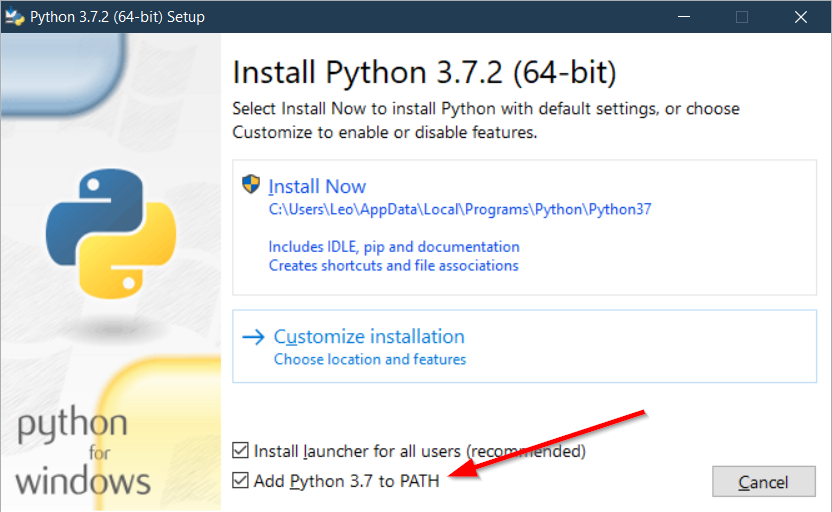 Python 3.7.2 (64-bit) Setup
Install Python 3.7.2 (64-bit)
Select Install Now to install Python with default settings, or choose
Customize to enable or disable features.
Install Now
C:\Users\Leo\AppData\Local\Programs\Python\Python37
Includes IDLE, pip and documentation
Creates shortcuts and file associations
Customize installation
Choose location and features
python
for
windows
Install launcher for all users (recommended)
Add Python 3.7 to PATH
Cancel